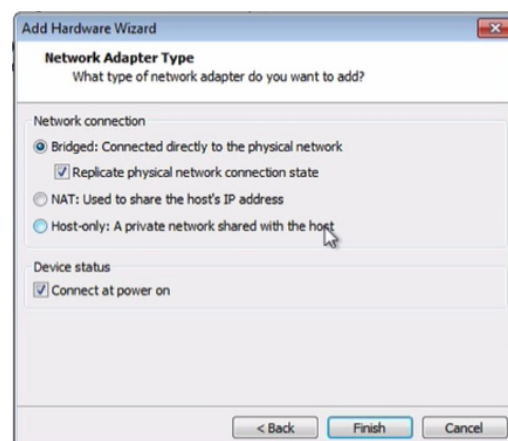 Add Hardware Wizard
Network Adapter Type
What type of network adapter do you want to add?
Network connection
Bridged: Connected directly to the physical network
Replicate physical network connection state
NAT: Used to share the host's IP address
Host-only: A private network shared with the host
Device status
Connect at power on
< Back Finish Cancel